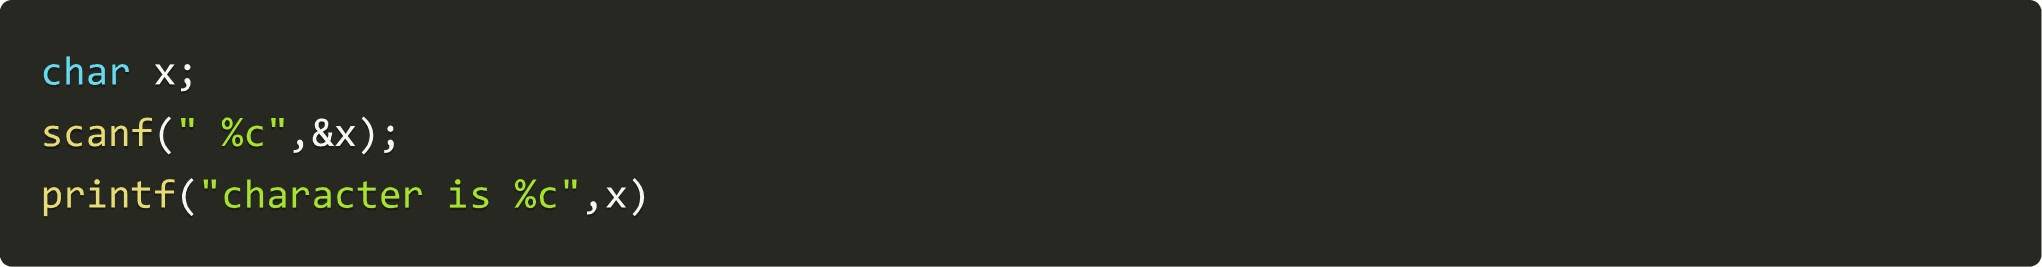 char x;
scanf(" %c",&x);
printf("character is %c",x)